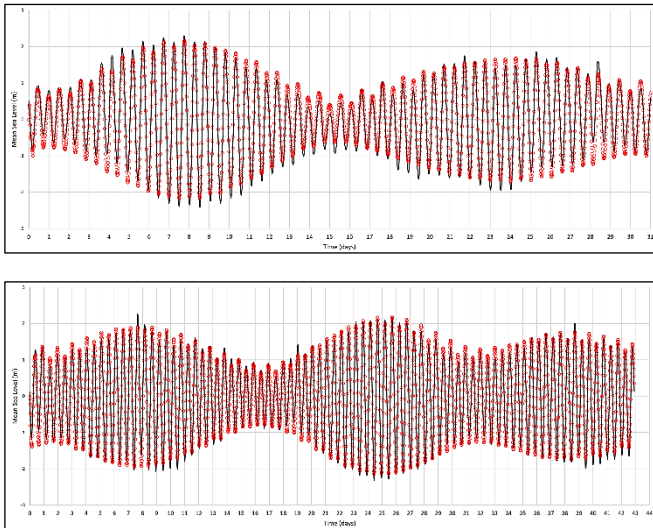 Mean Sea Level (m)
0 1 2 3 4 5 6 7 8 9 10 11 12 13 14 15 16 17 18 19 20 21 22 23 24 25 26 27 28 29 30 31
Time (days)
Mean Sea Level (m)
0 1 2 3 4 5 6 7 8 9 10 11 12 13 14 15 16 17 18 19 20 21 22 23 24 25 26 27 28 29 30 31 32 33 34 35 36 37 38 39 40 41 42 43 44
Time (days)